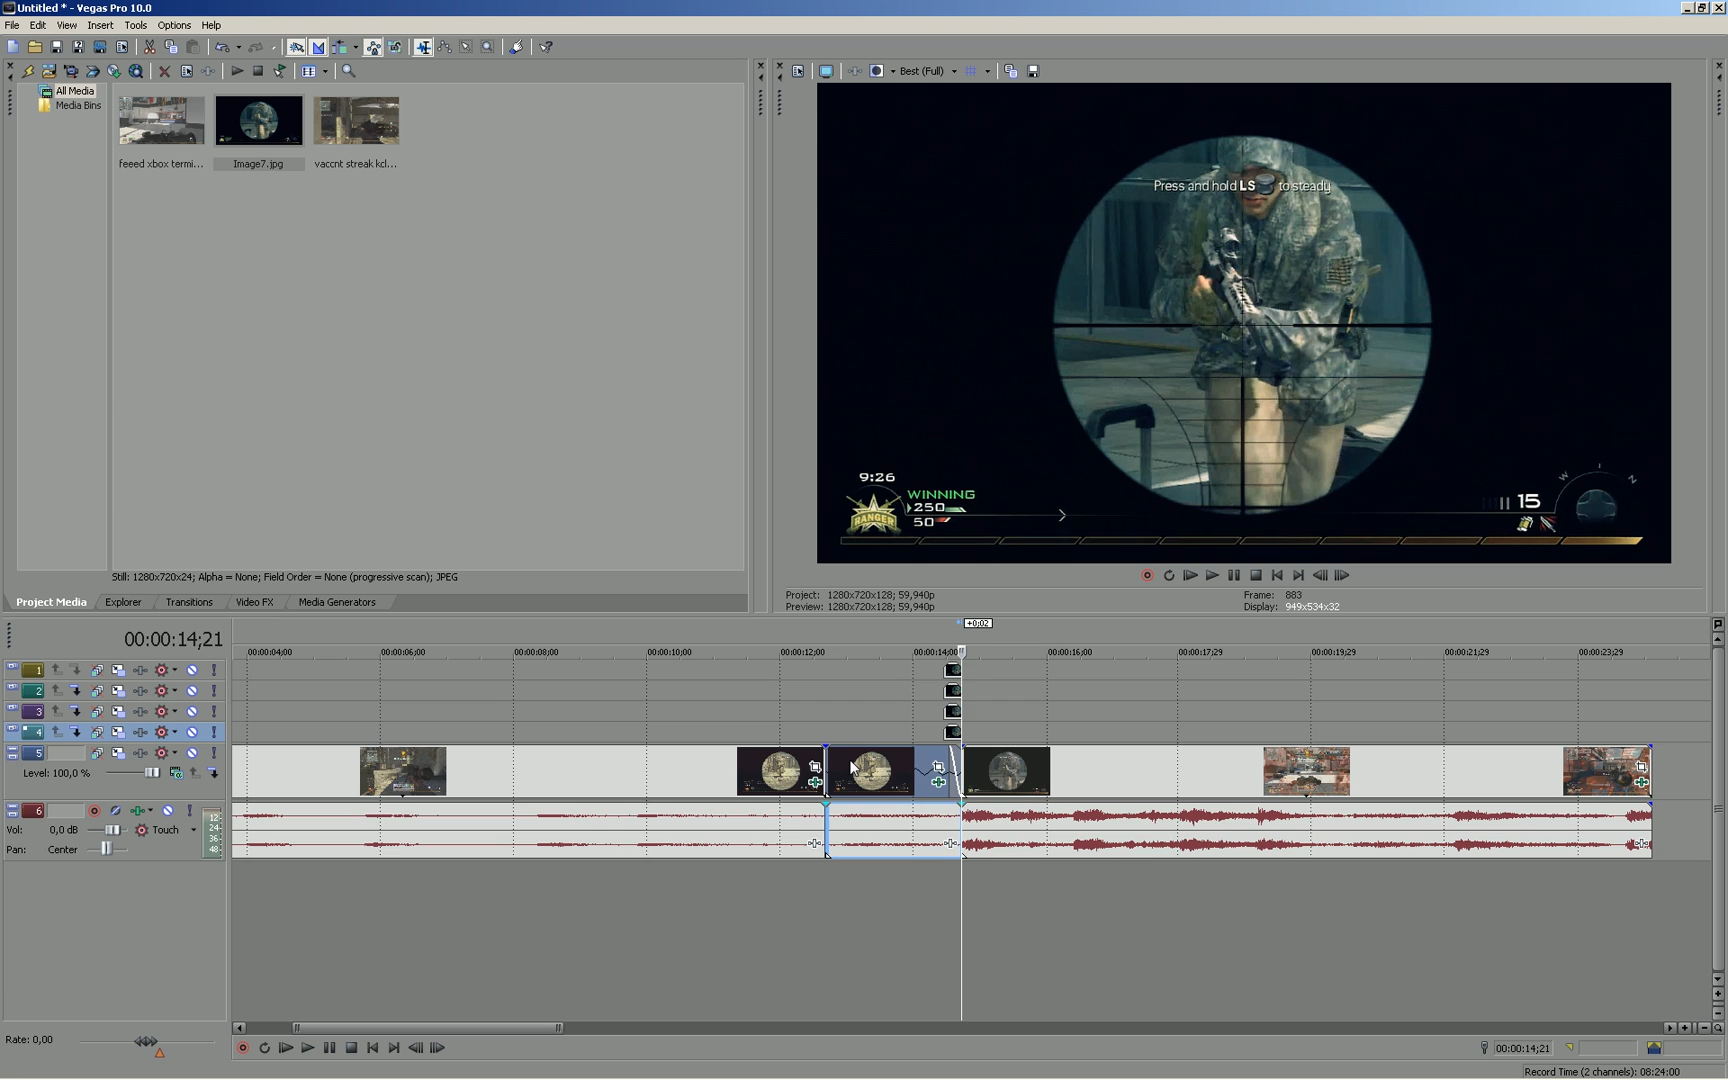 Untitled * - Vegas Pro 10.0
File Edit View Insert Tools Options Help
Best (Full)
All Media
Media Bins
feeed xbox termi...
Image7.jpg
vaccnt streak kcl...
Press and hold LS to steady
9:26
WINNING
250
50
RANGER
15
W
N
Still: 1280x720x24; Alpha = None; Field Order = None (progressive scan); JPEG
Project Media Explorer Transitions Video FX Media Generators
Project: 1280x720x128; 59,940p
Preview: 1280x720x128; 59,940p
Frame: 883
Display: 949x534x32
00:00:14;21
+0;02
00:00:04;00 00:00:06;00 00:00:08;00 00:00:10;00 00:00:12;00 00:00:14;00 00:00:16;00 00:00:17;29 00:00:19;29 00:00:21;29 00:00:23;29
1
2
3
4
5
Level: 100,0 %
6
Vol: 0,0 dB Touch
Pan: Center
12
24
36
48
Rate: 0,00
00:00:14;21
Record Time (2 channels): 08:24:00